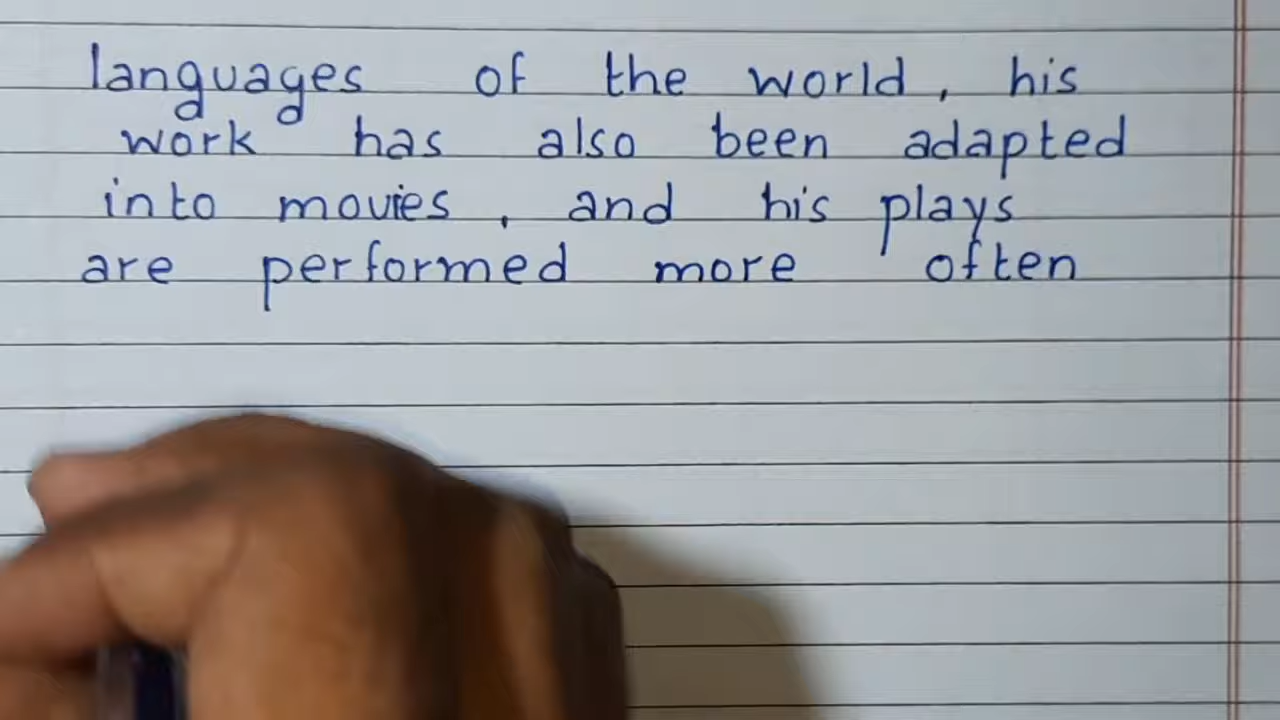 languages of the world, his
work has also been adapted
into movies, and his plays
are performed more often